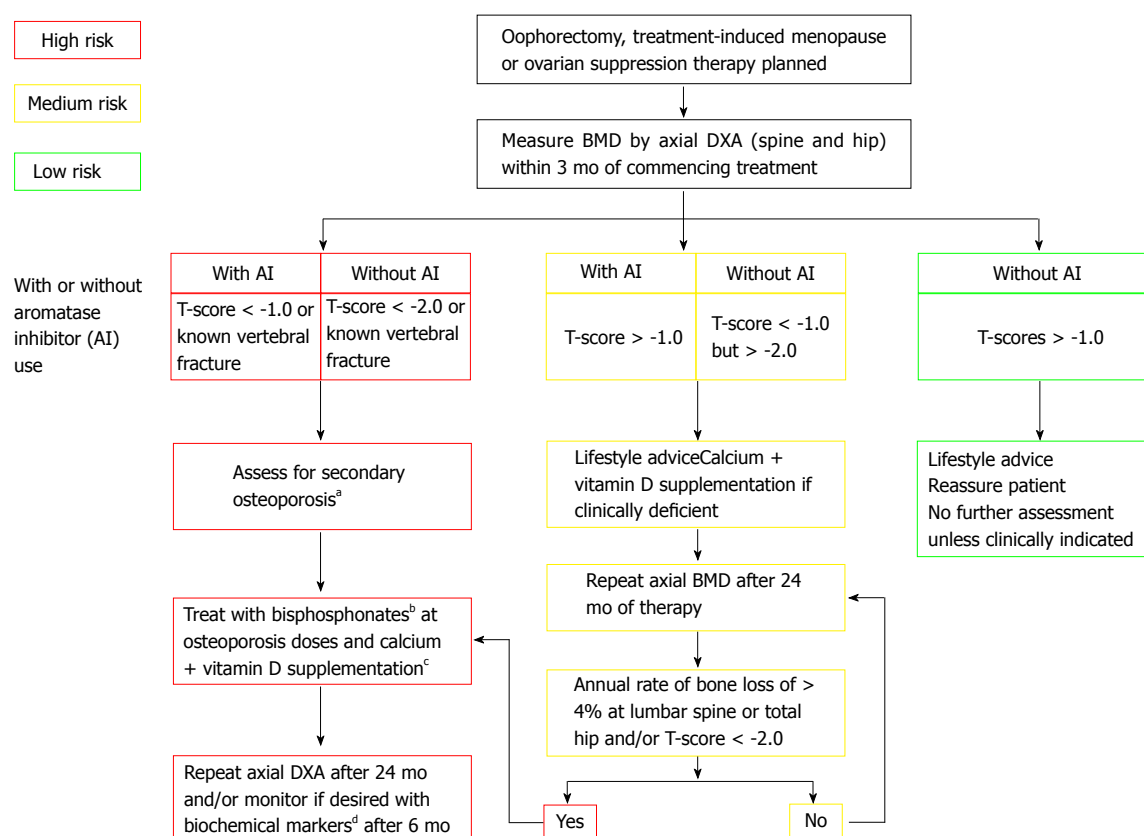 High risk
Medium risk
Low risk
Oophorectomy, treatment-induced menopause
or ovarian suppression therapy planned
Measure BMD by axial DXA (spine and hip)
within 3 mo of commencing treatment
With or without
aromatase
inhibitor (AI)
use
With AI
T-score < -1.0 or
known vertebral
fracture
Without AI
T-score < -2.0 or
known vertebral
fracture
With AI
T-score > -1.0
Without AI
T-score < -1.0
but > -2.0
Without AI
T-scores > -1.0
Assess for secondary
osteoporosisᵃ
Treat with bisphosphonatesᵇ at
osteoporosis doses and calcium
+ vitamin D supplementationᶜ
Repeat axial DXA after 24 mo
and/or monitor if desired with
biochemical markersᵈ after 6 mo
Lifestyle adviceCalcium +
vitamin D supplementation if
clinically deficient
Repeat axial BMD after 24
mo of therapy
Annual rate of bone loss of >
4% at lumbar spine or total
hip and/or T-score < -2.0
Yes
No
Lifestyle advice
Reassure patient
No further assessment
unless clinically indicated